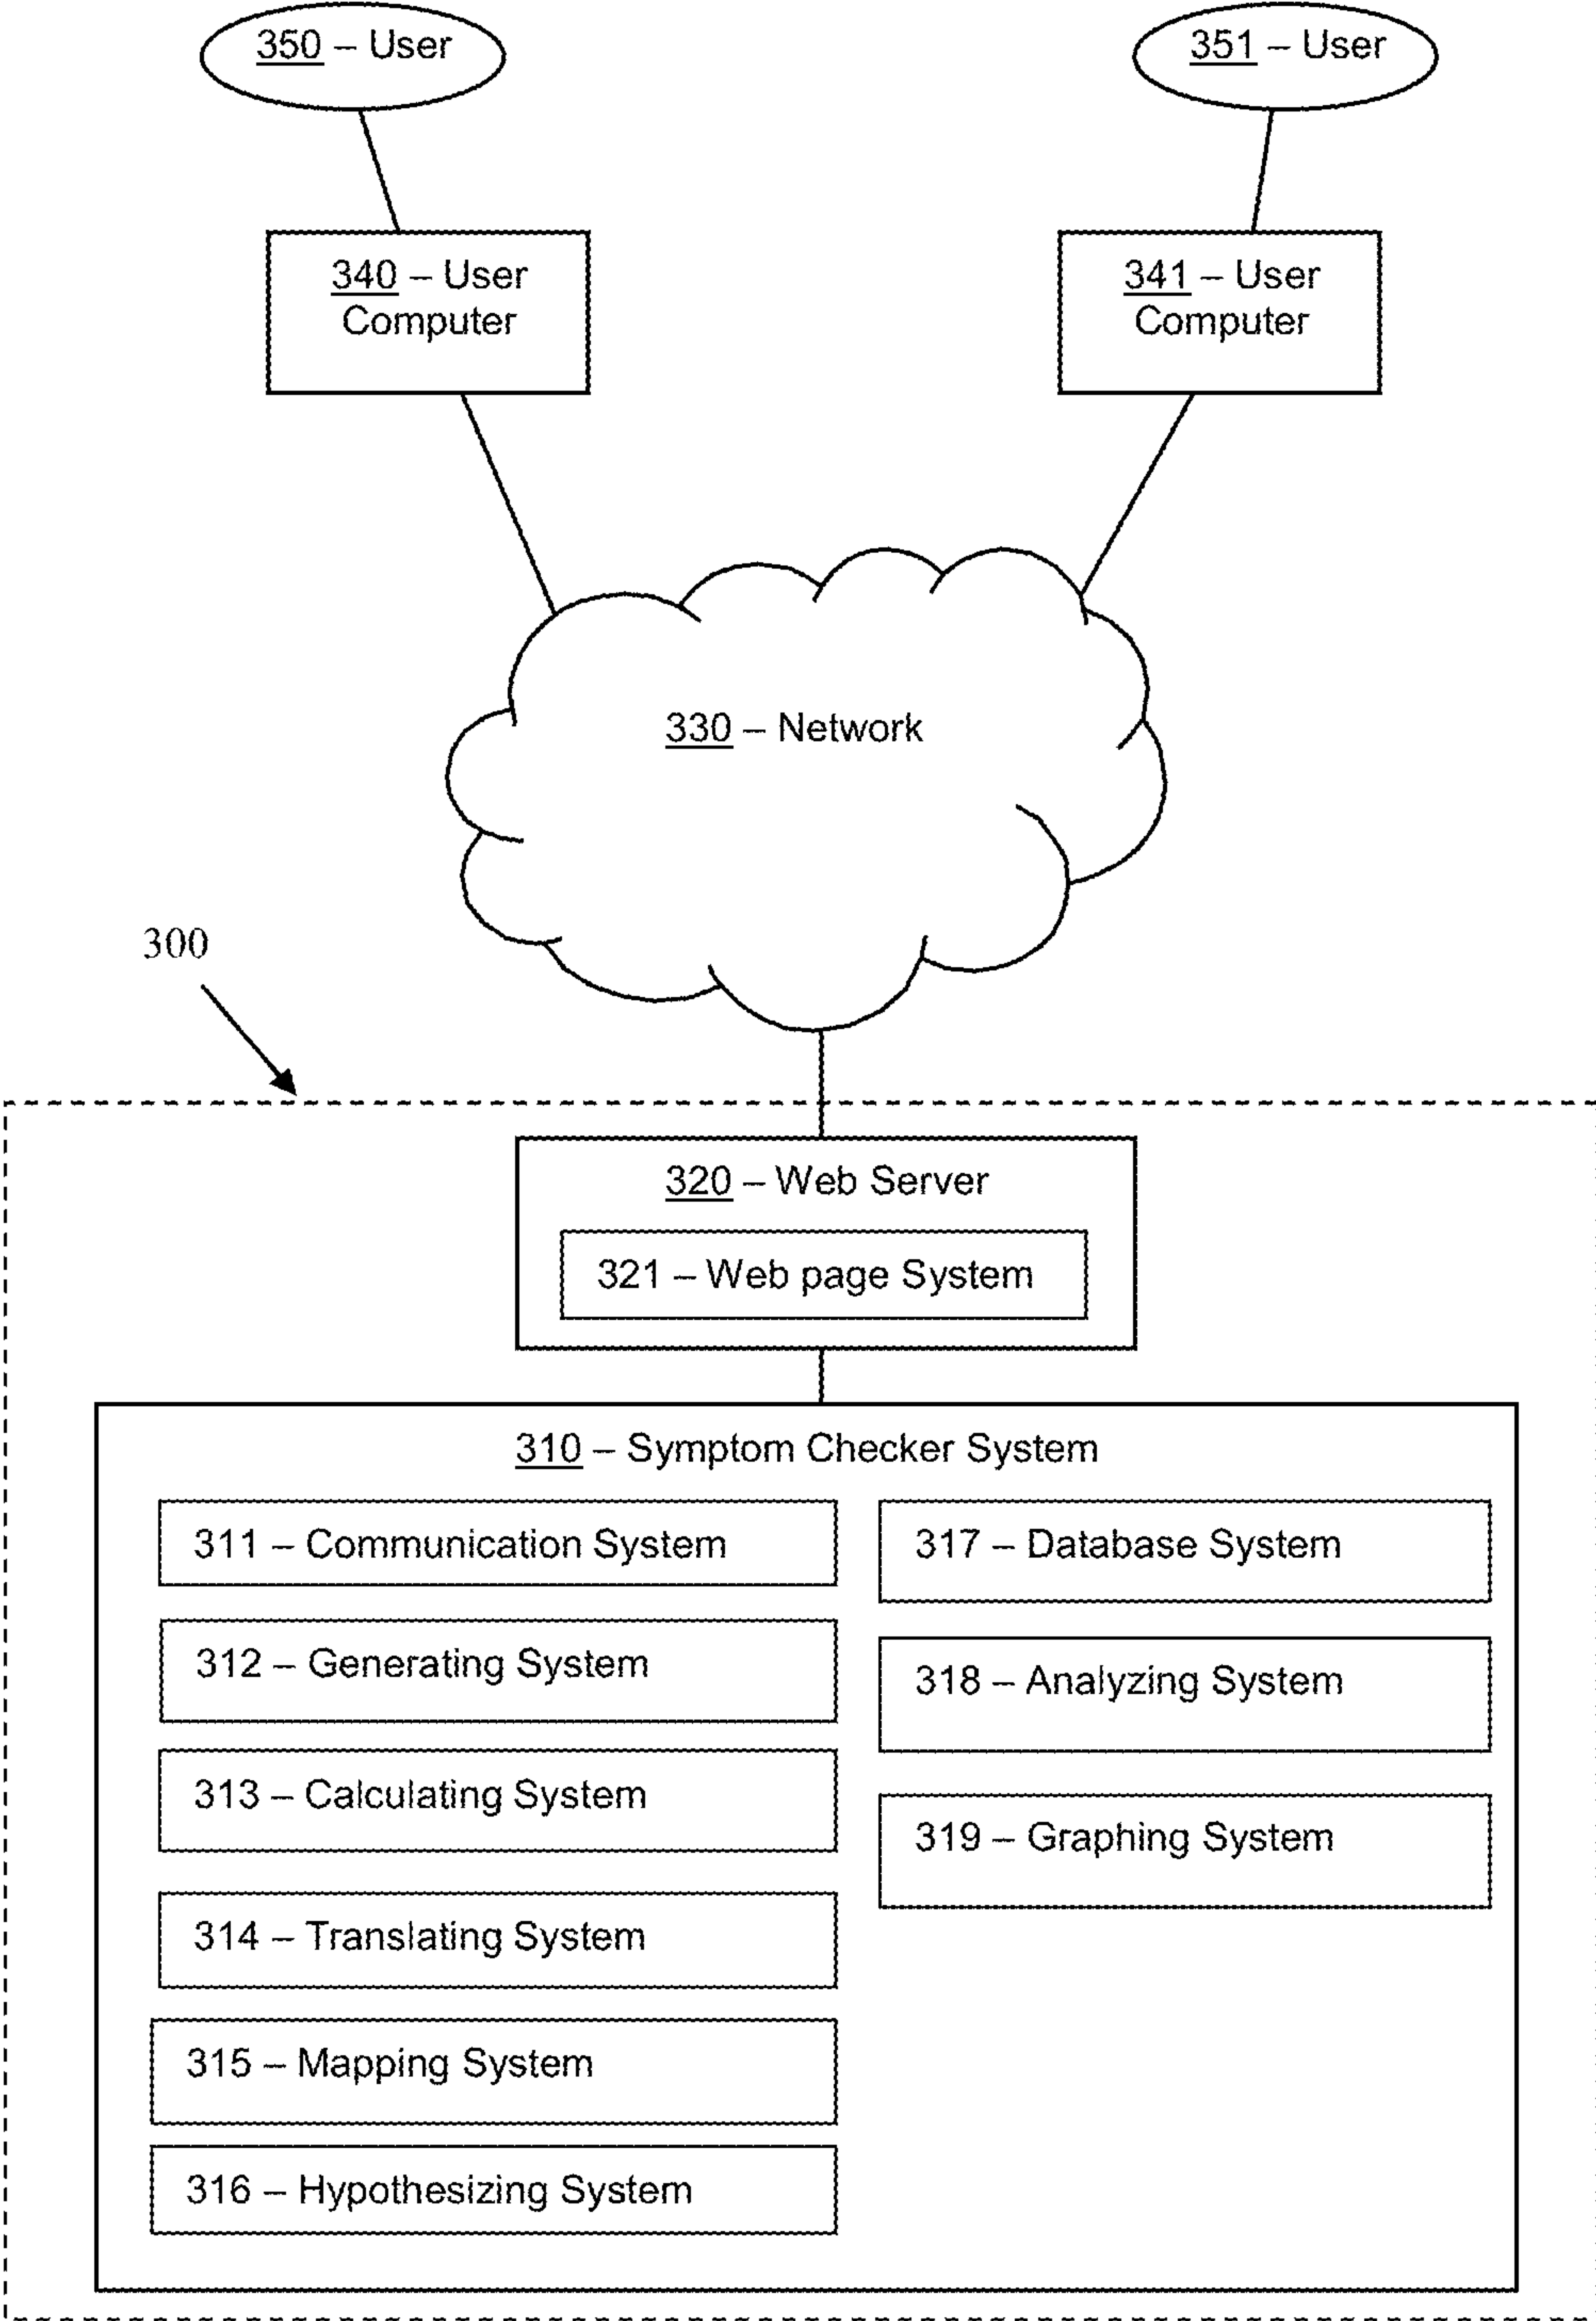 350 – User
351 – User
340 – User
Computer
341 – User
Computer
330 – Network
300
320 – Web Server
321 – Web page System
310 – Symptom Checker System
311 – Communication System
312 – Generating System
313 – Calculating System
314 – Translating System
315 – Mapping System
316 – Hypothesizing System
317 – Database System
318 – Analyzing System
319 – Graphing System